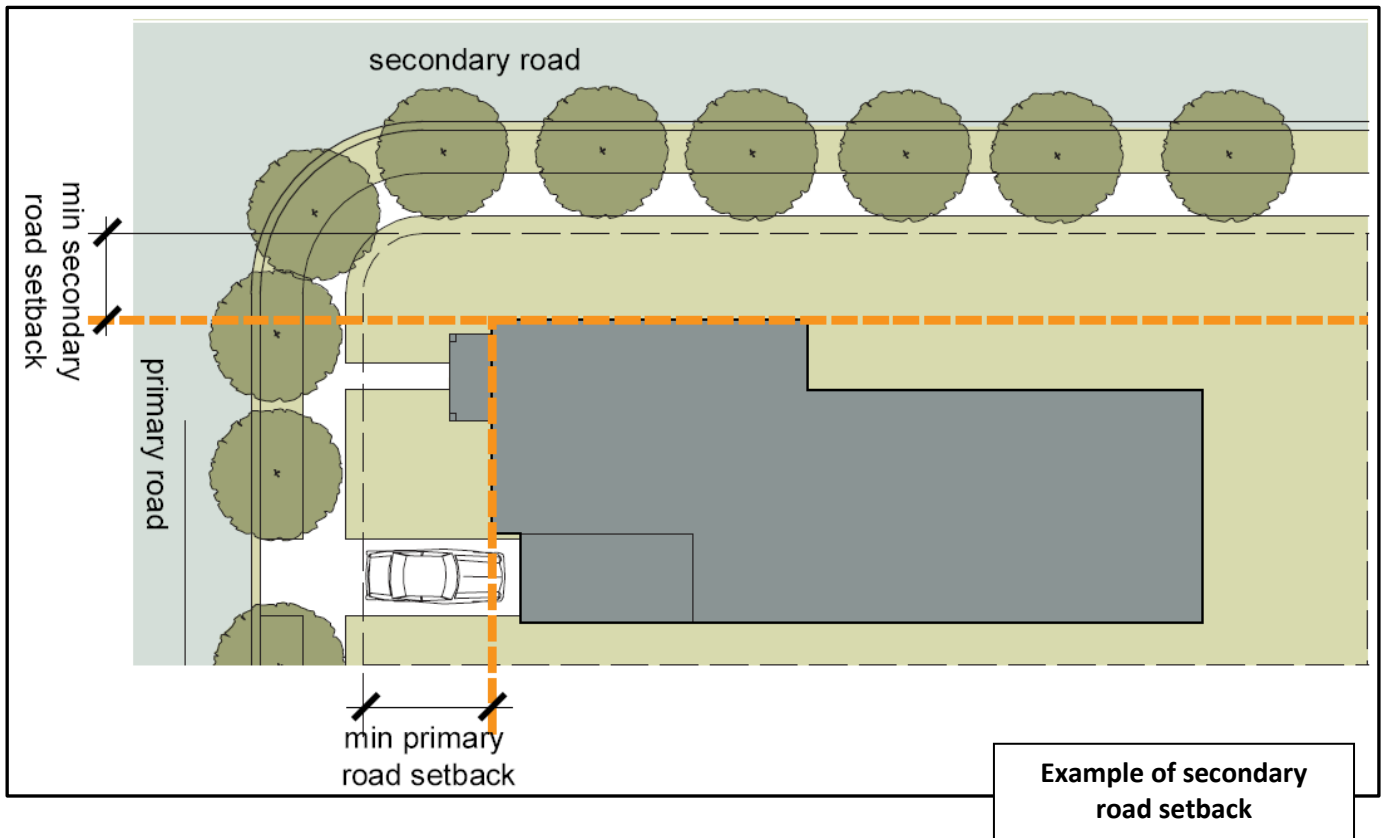 secondary road
min secondary
road setback
primary road
min primary
road setback
Example of secondary
road setback